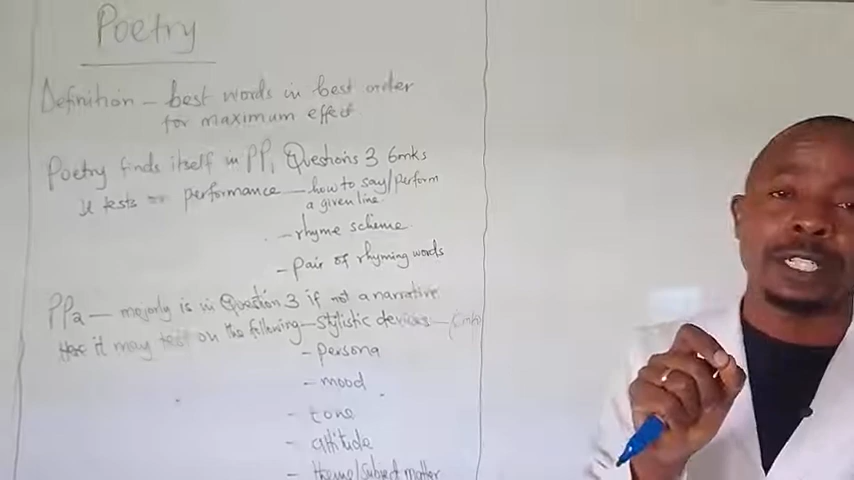 Poetry
Definition - best words in best order
for maximum effect
Poetry finds itself in PP1 Questions 3 6mks
It tests on performance - how to say/perform
a given line
- rhyme scheme
- pair of rhyming words
PP2 - majorly is in Question 3 if not a narrative
Here it may test on the following - stylistic devices -
- persona
- mood
- tone
- attitude
- theme/subject matter